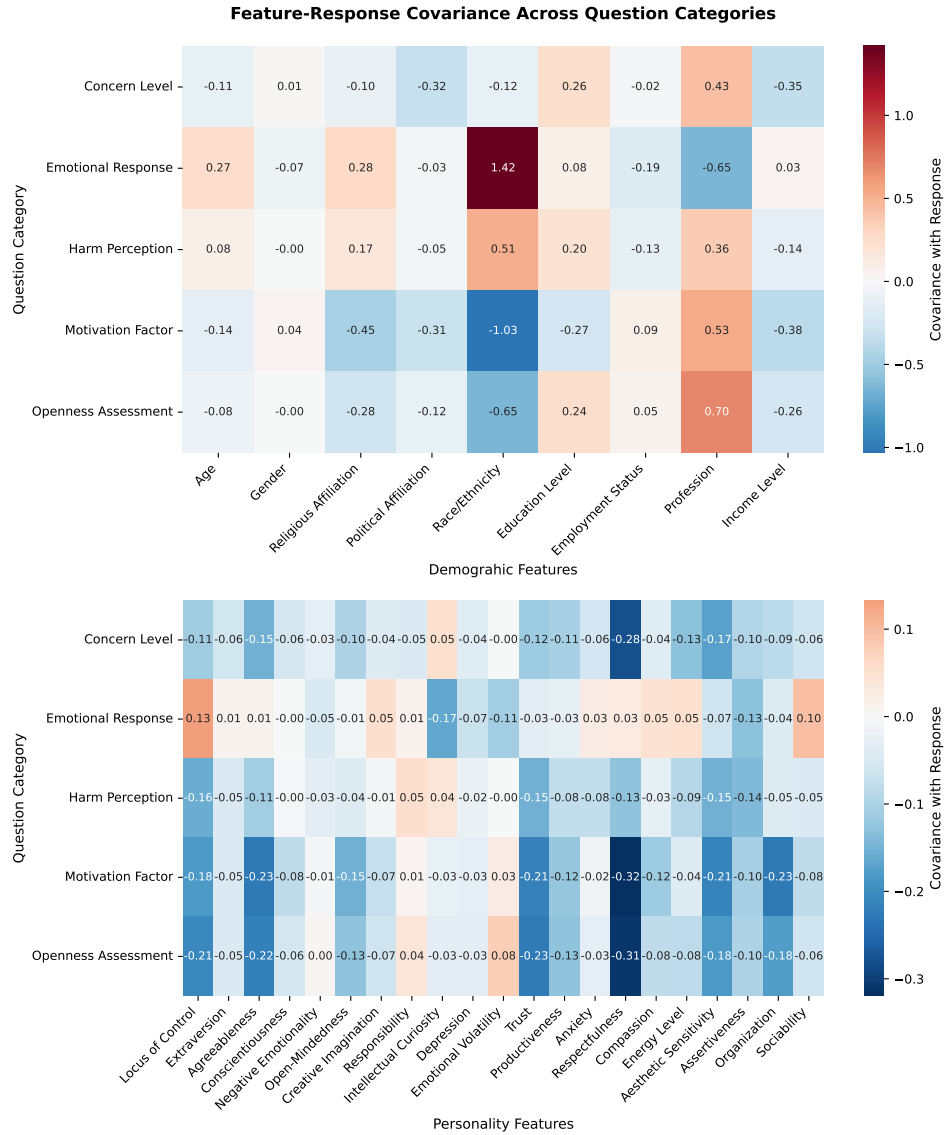 Feature-Response Covariance Across Question Categories
Question Category
Concern Level -0.11 0.01 -0.10 -0.32 -0.12 0.26 -0.02 0.43 -0.35
Emotional Response 0.27 -0.07 0.28 -0.03 1.42 0.08 -0.19 -0.65 0.03
Harm Perception 0.08 -0.00 0.17 -0.05 0.51 0.20 -0.13 0.36 -0.14
Motivation Factor -0.14 0.04 -0.45 -0.31 -1.03 -0.27 0.09 0.53 -0.38
Openness Assessment -0.08 -0.00 -0.28 -0.12 -0.65 0.24 0.05 0.70 -0.26
Age Gender Religious Affiliation Political Affiliation Race/Ethnicity Education Level Employment Status Profession Income Level
Demograhic Features
1.0
0.5
0.0
−0.5
−1.0
Covariance with Response
Question Category
Concern Level -0.11 -0.06 -0.15 -0.06 -0.03 -0.10 -0.04 -0.05 0.05 -0.04 -0.00 -0.12 -0.11 -0.06 -0.28 -0.04 -0.13 -0.17 -0.10 -0.09 -0.06
Emotional Response 0.13 0.01 0.01 -0.00 -0.05 -0.01 0.05 0.01 -0.17 -0.07 -0.11 -0.03 -0.03 0.03 0.03 0.05 0.05 -0.07 -0.13 -0.04 0.10
Harm Perception -0.16 -0.05 -0.11 -0.00 -0.03 -0.04 -0.01 0.05 0.04 -0.02 -0.00 -0.15 -0.08 -0.08 -0.13 -0.03 -0.09 -0.15 -0.14 -0.05 -0.05
Motivation Factor -0.18 -0.05 -0.23 -0.08 -0.01 -0.15 -0.07 0.01 -0.03 -0.03 0.03 -0.21 -0.12 -0.02 -0.32 -0.12 -0.04 -0.21 -0.10 -0.23 -0.08
Openness Assessment -0.21 -0.05 -0.22 -0.06 0.00 -0.13 -0.07 0.04 -0.03 -0.03 0.08 -0.23 -0.13 -0.03 -0.31 -0.08 -0.08 -0.18 -0.10 -0.18 -0.06
Locus of Control Extraversion Agreeableness Conscientiousness Negative Emotionality Open-Mindedness Creative Imagination Responsibility Intellectual Curiosity Depression Emotional Volatility Trust Productiveness Anxiety Respectfulness Compassion Energy Level Aesthetic Sensitivity Assertiveness Organization Sociability
Personality Features
0.1
0.0
−0.1
−0.2
−0.3
Covariance with Response